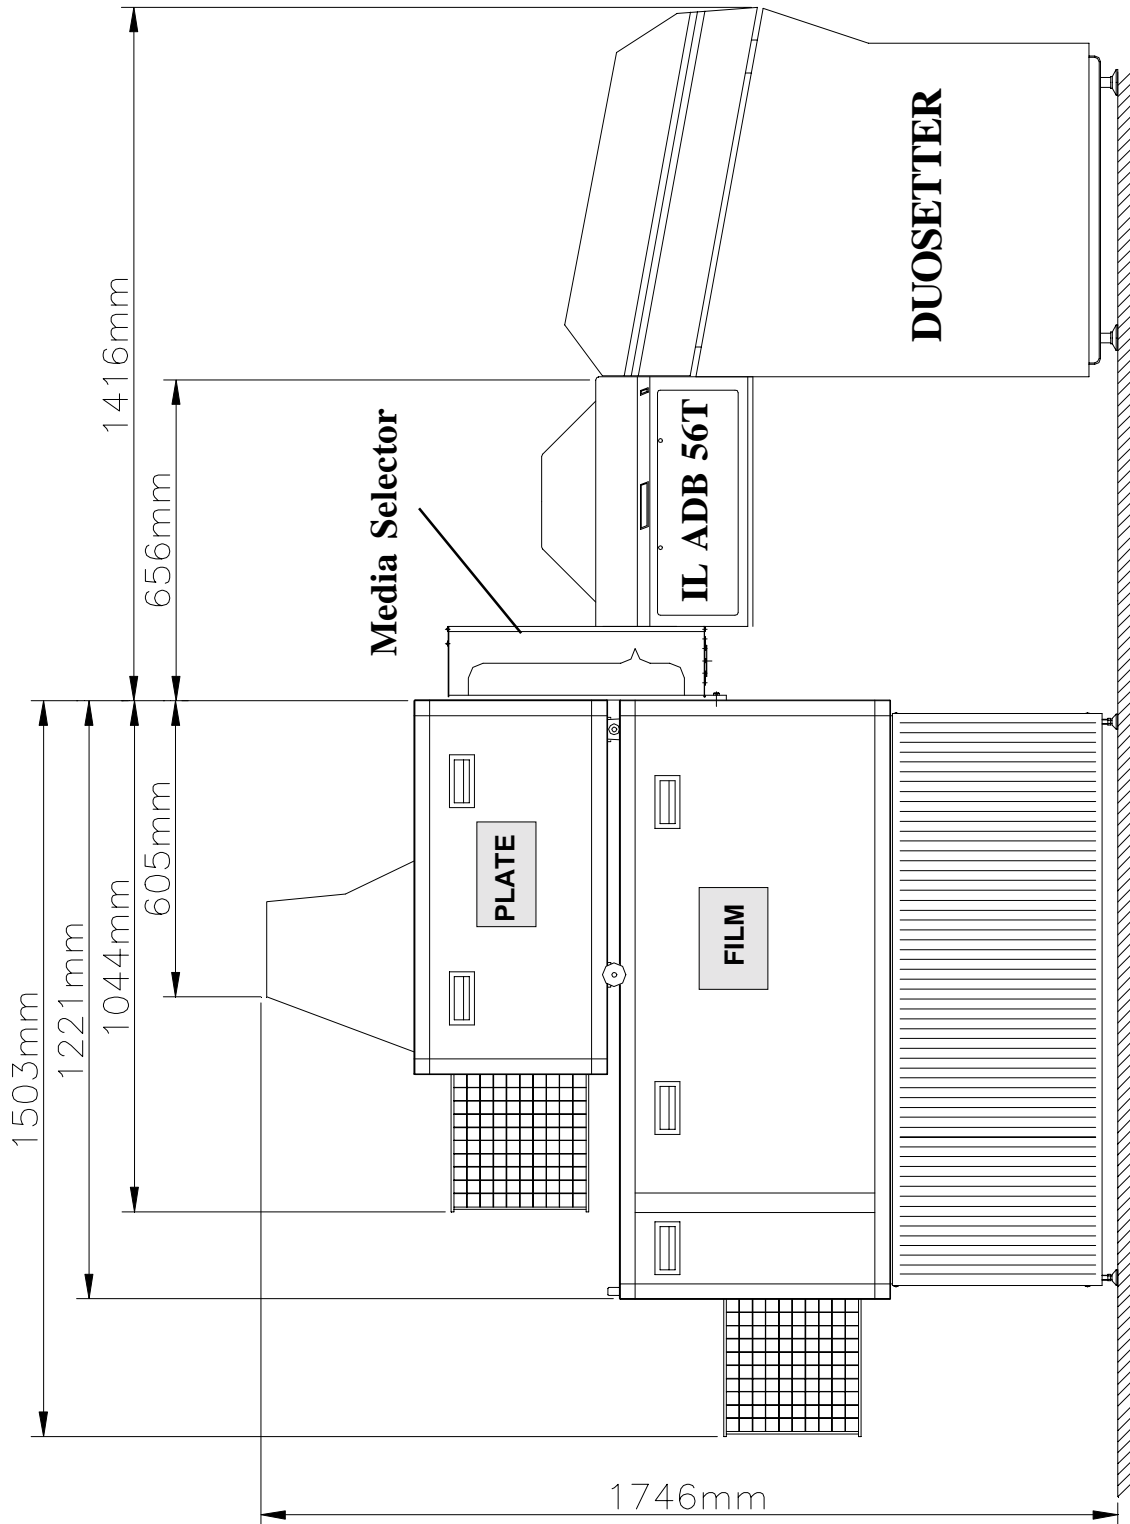 1416mm
656mm
605mm
1044mm
1221mm
1503mm
1746mm
Media Selector
IL ADB 56T
DUOSETTER
PLATE
FILM